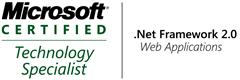 Microsoft
CERTIFIED
Technology
Specialist
.Net Framework 2.0
Web Applications